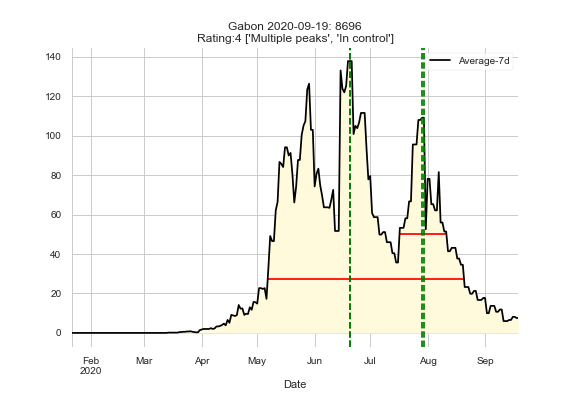 Gabon 2020-09-19: 8696
Rating:4 ['Multiple peaks', 'In control']
Average-7d
140
120
100
80
60
40
20
0
Feb Mar Apr May Jun Jul Aug Sep
2020
Date